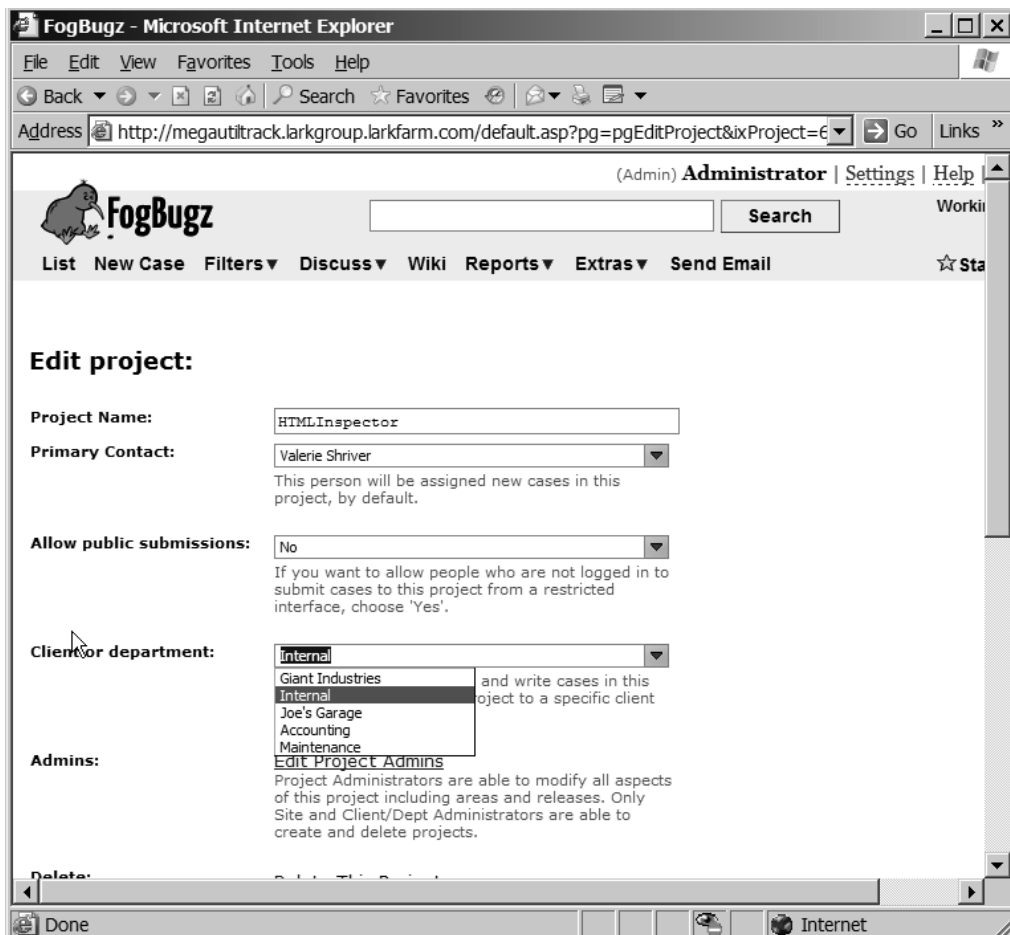 FogBugz - Microsoft Internet Explorer
File Edit View Favorites Tools Help
Back Search Favorites
Address http://megautiltrack.larkgroup.larkfarm.com/default.asp?pg=pgEditProject&ixProject=6 Go Links »
(Admin) Administrator | Settings | Help |
FogBugz Search Workin
List New Case Filters▼ Discuss▼ Wiki Reports▼ Extras▼ Send Email ☆ Sta
Edit project:
Project Name: HTMLInspector
Primary Contact: Valerie Shriver
This person will be assigned new cases in this
project, by default.
Allow public submissions: No
If you want to allow people who are not logged in to
submit cases to this project from a restricted
interface, choose 'Yes'.
Client or department: Internal
Giant Industries and write cases in this
Internal oject to a specific client
Joe's Garage
Accounting
Maintenance
Admins: Edit Project Admins
Project Administrators are able to modify all aspects
of this project including areas and releases. Only
Site and Client/Dept Administrators are able to
create and delete projects.
Delete: Delete This Project
Done Internet